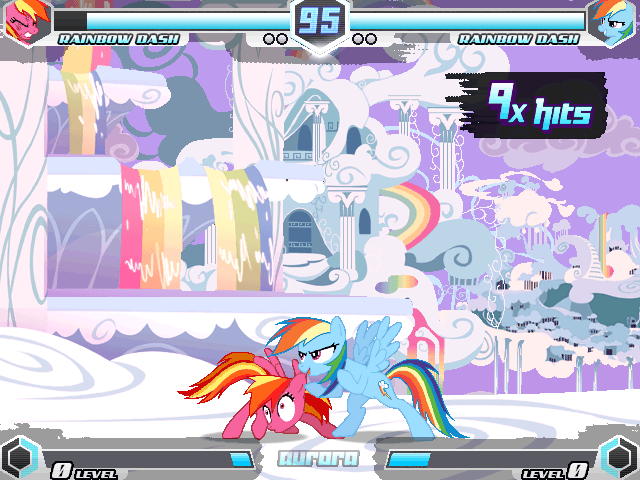 95
RAINBOW DASH
RAINBOW DASH
9x hits
0 LEVEL
aurora
LEVEL 0